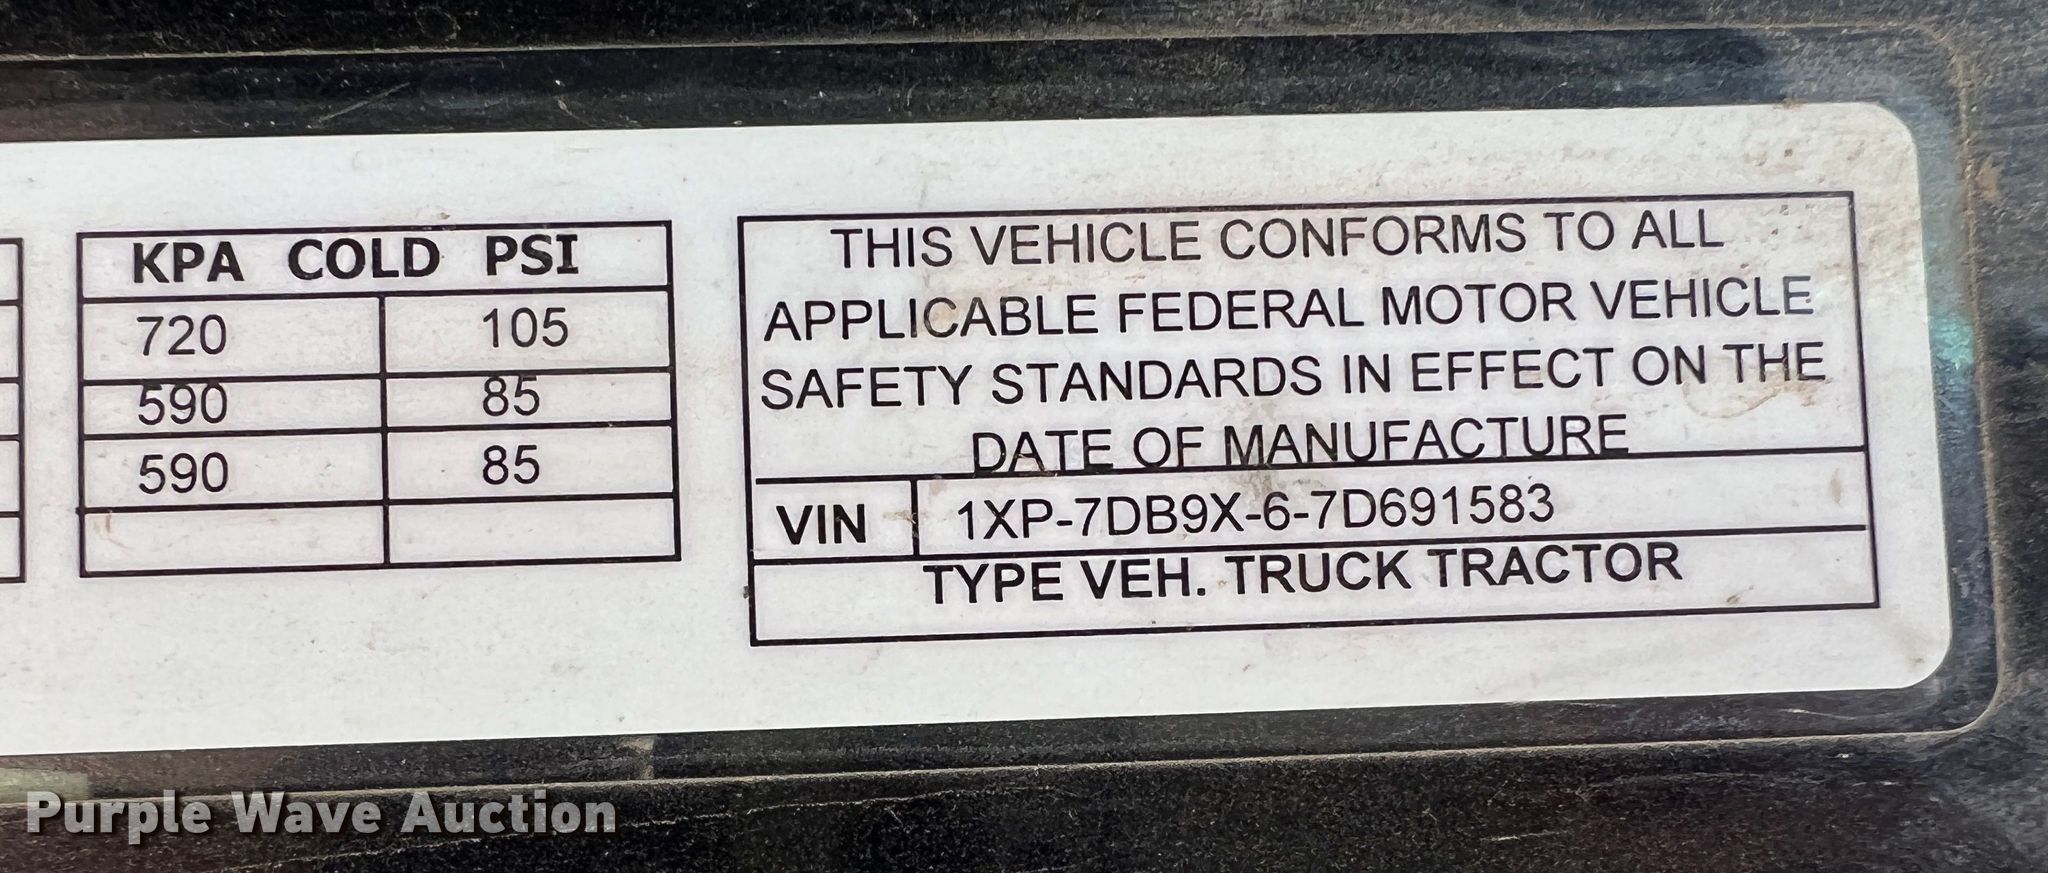 KPA COLD PSI
720 105
590 85
590 85
THIS VEHICLE CONFORMS TO ALL
APPLICABLE FEDERAL MOTOR VEHICLE
SAFETY STANDARDS IN EFFECT ON THE
DATE OF MANUFACTURE
VIN 1XP-7DB9X-6-7D691583
TYPE VEH. TRUCK TRACTOR
Purple Wave Auction